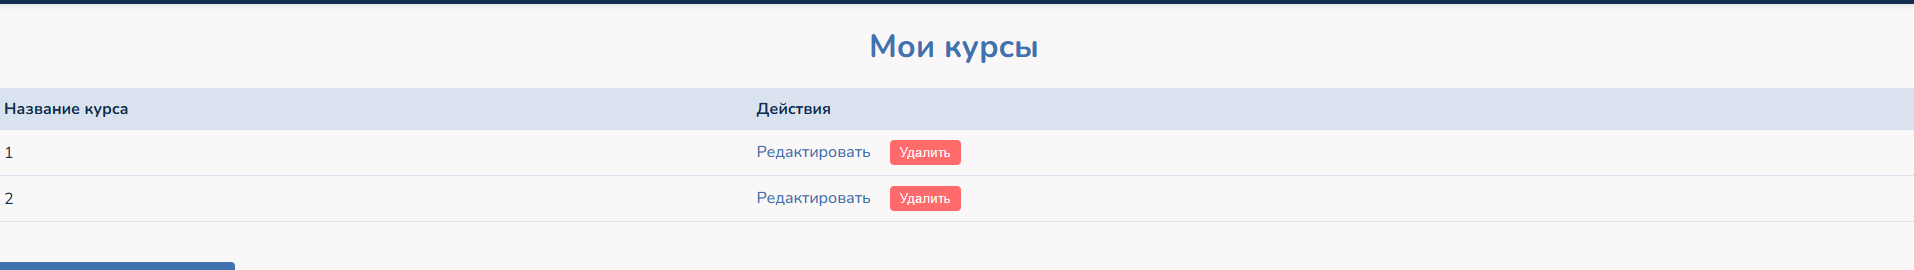 Мои курсы
Название курса Действия
1 Редактировать Удалить
2 Редактировать Удалить